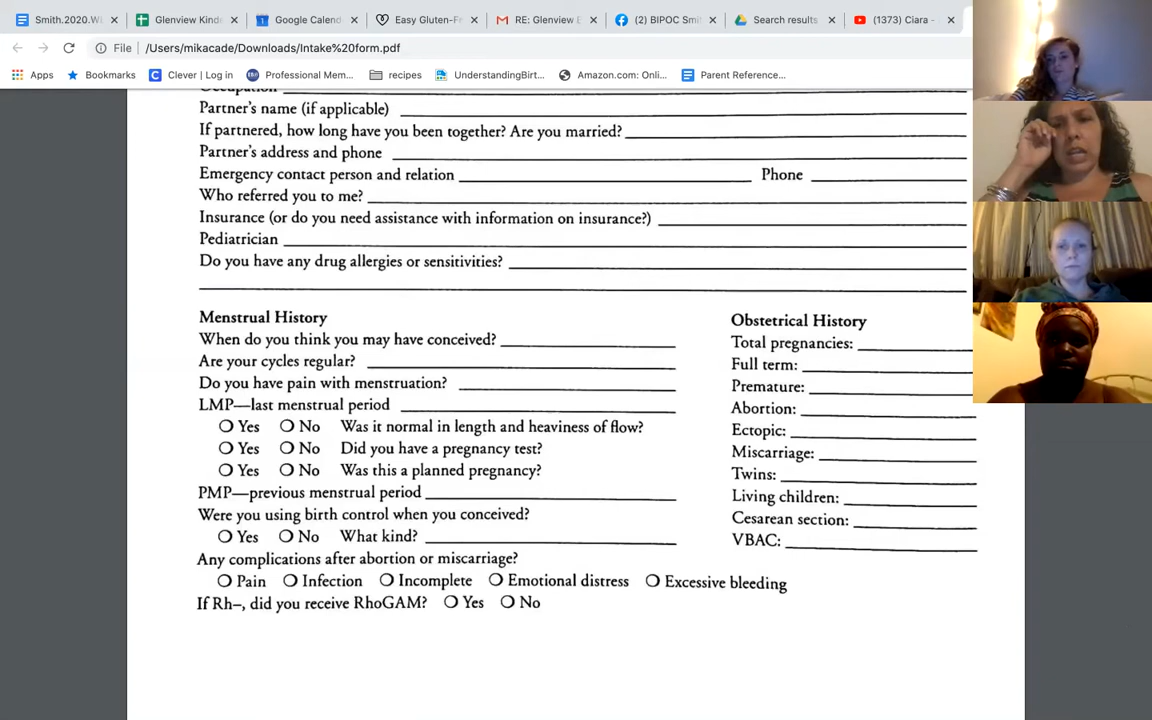 Smith.2020.Wi
Glenview Kinde
Google Calend
Easy Gluten-Fr
RE: Glenview E
(2) BIPOC Smit
Search results
(1373) Ciara -
File /Users/mikacade/Downloads/Intake%20form.pdf
Apps Bookmarks Clever | Log in Professional Mem... recipes UnderstandingBirt... Amazon.com: Onli... Parent Reference...
Occupation
Partner's name (if applicable)
If partnered, how long have you been together? Are you married?
Partner's address and phone
Emergency contact person and relation Phone
Who referred you to me?
Insurance (or do you need assistance with information on insurance?)
Pediatrician
Do you have any drug allergies or sensitivities?
Menstrual History
When do you think you may have conceived?
Are your cycles regular?
Do you have pain with menstruation?
LMP—last menstrual period
Yes No Was it normal in length and heaviness of flow?
Yes No Did you have a pregnancy test?
Yes No Was this a planned pregnancy?
PMP—previous menstrual period
Were you using birth control when you conceived?
Yes No What kind?
Any complications after abortion or miscarriage?
Pain Infection Incomplete Emotional distress Excessive bleeding
If Rh–, did you receive RhoGAM? Yes No
Obstetrical History
Total pregnancies:
Full term:
Premature:
Abortion:
Ectopic:
Miscarriage:
Twins:
Living children:
Cesarean section:
VBAC: